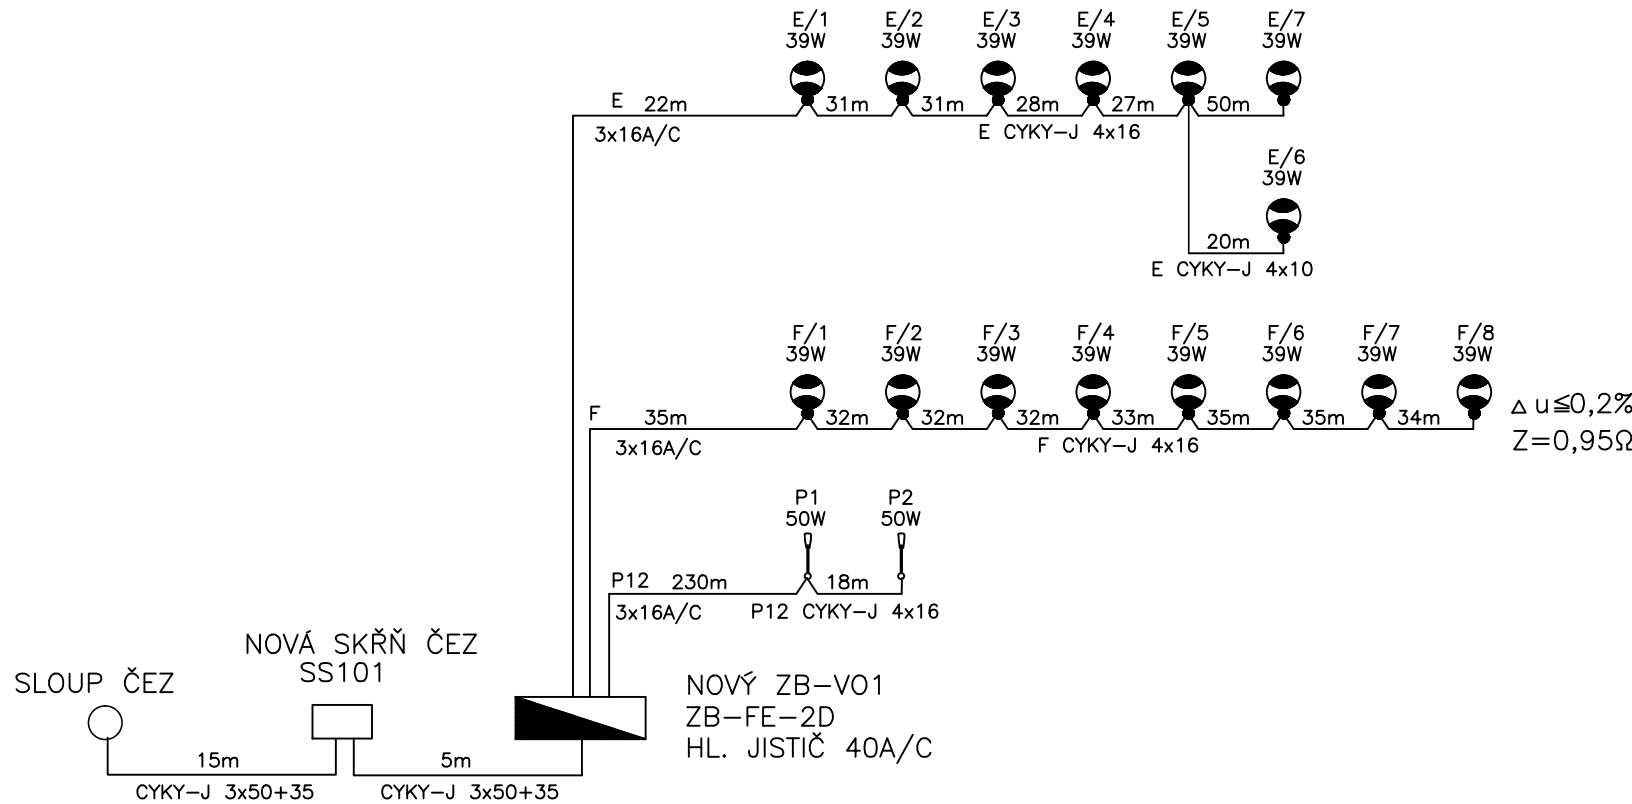 E/1 E/2 E/3 E/4 E/5 E/7
39W 39W 39W 39W 39W 39W
E 22m 31m 31m 28m 27m 50m
3x16A/C E CYKY-J 4x16
E/6
39W
20m
E CYKY-J 4x10
F/1 F/2 F/3 F/4 F/5 F/6 F/7 F/8
39W 39W 39W 39W 39W 39W 39W 39W
Δ u≦0,2%
F 35m 32m 32m 32m 33m 35m 35m 34m
3x16A/C F CYKY-J 4x16 Z=0,95Ω
P1 P2
50W 50W
P12 230m 18m
3x16A/C P12 CYKY-J 4x16
NOVÁ SKŘŇ ČEZ
SS101
SLOUP ČEZ
NOVÝ ZB-VO1
ZB-FE-2D
HL. JISTIČ 40A/C
15m 5m
CYKY-J 3x50+35 CYKY-J 3x50+35